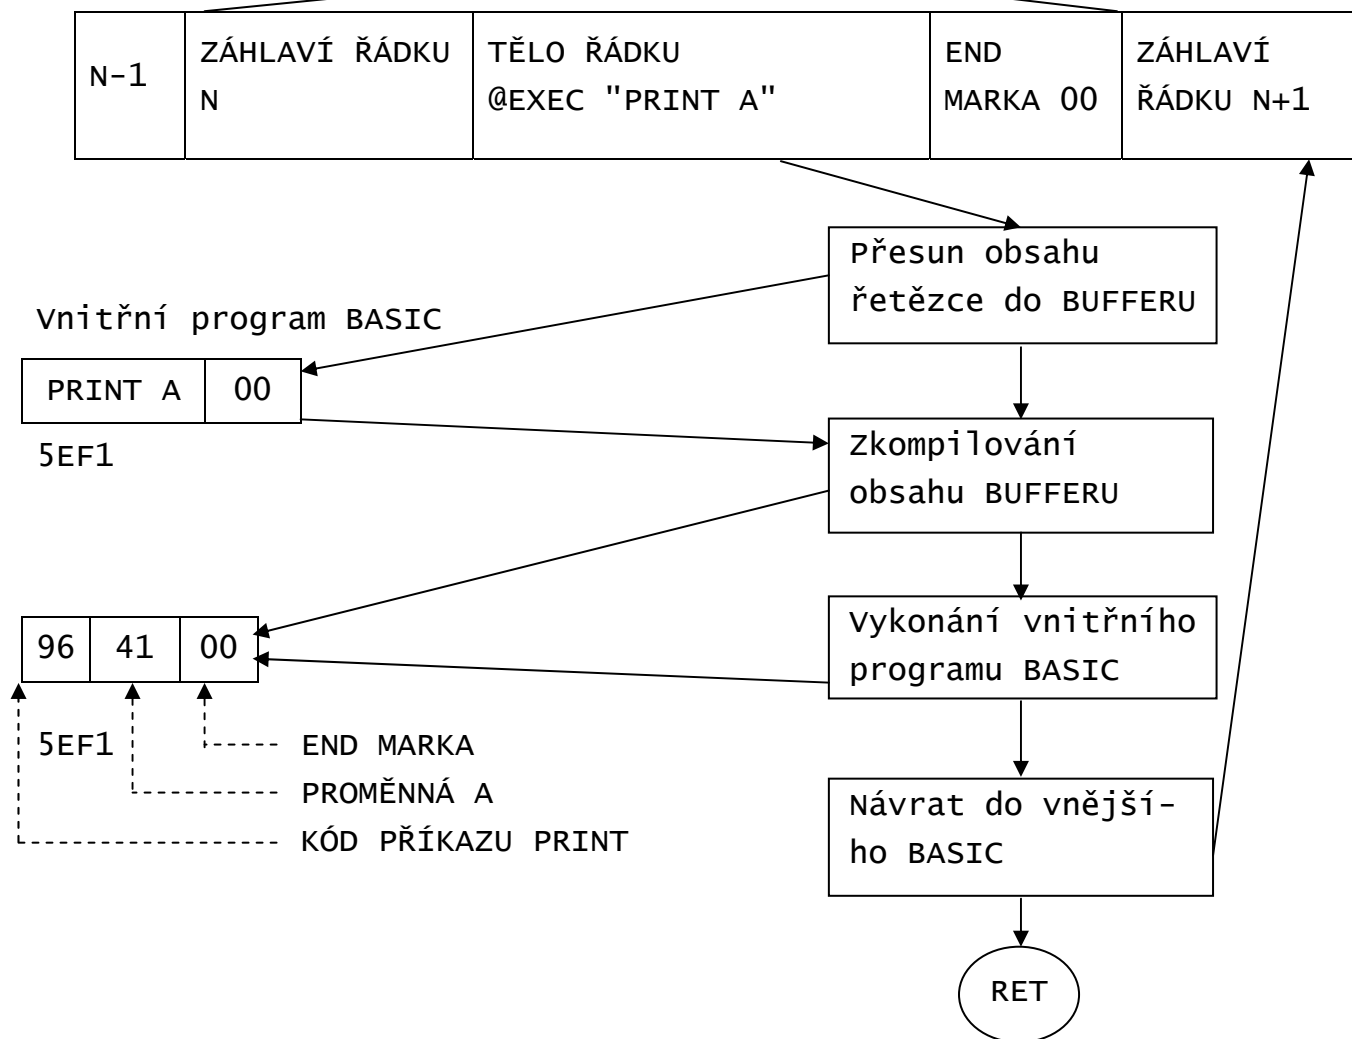 N-1
ZÁHLAVÍ ŘÁDKU
N
TĚLO ŘÁDKU
@EXEC "PRINT A"
END
MARKA 00
ZÁHLAVÍ
ŘÁDKU N+1
Přesun obsahu
řetězce do BUFFERU
Vnitřní program BASIC
PRINT A
00
5EF1
Zkompilování
obsahu BUFFERU
Vykonání vnitřního
programu BASIC
96
41
00
5EF1
END MARKA
PROMĚNNÁ A
KÓD PŘÍKAZU PRINT
Návrat do vnější-
ho BASIC
RET